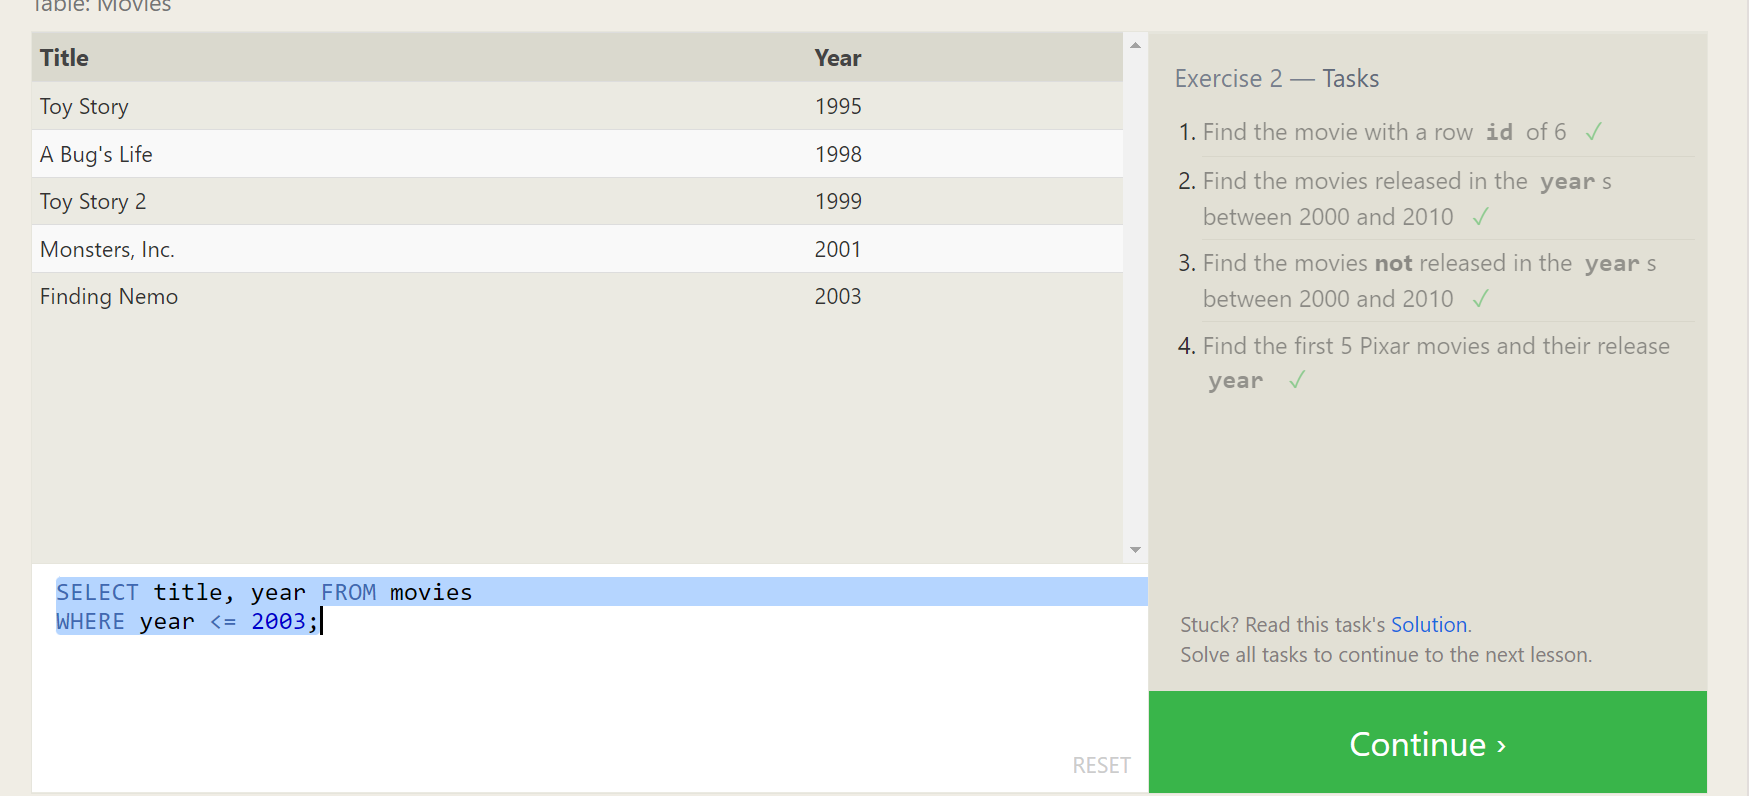 Table: Movies
Title Year
Toy Story 1995
A Bug's Life 1998
Toy Story 2 1999
Monsters, Inc. 2001
Finding Nemo 2003
SELECT title, year FROM movies
WHERE year <= 2003;
RESET
Exercise 2 — Tasks
1. Find the movie with a row id of 6 ✓
2. Find the movies released in the year s
between 2000 and 2010 ✓
3. Find the movies not released in the year s
between 2000 and 2010 ✓
4. Find the first 5 Pixar movies and their release
year ✓
Stuck? Read this task's Solution.
Solve all tasks to continue to the next lesson.
Continue ›